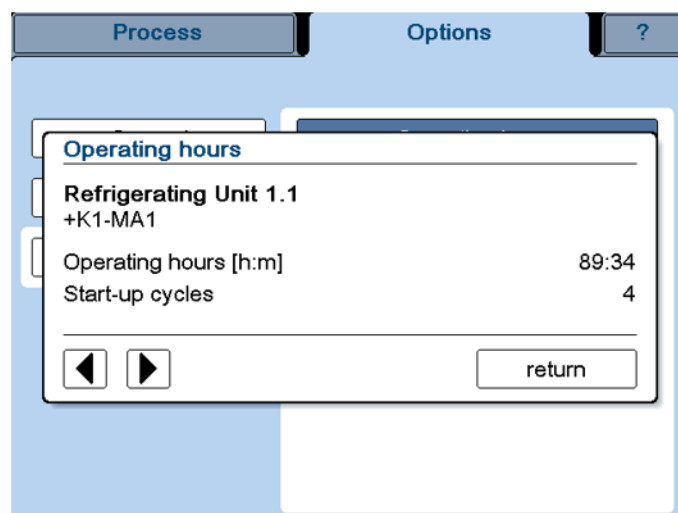 Process
Options
?
Operating hours
Refrigerating Unit 1.1
+K1-MA1
Operating hours [h:m] 89:34
Start-up cycles 4
return